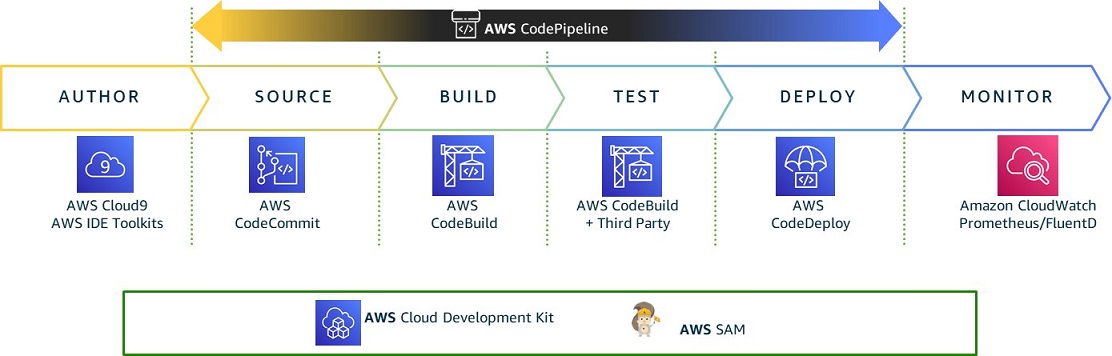 AWS CodePipeline
AUTHOR
SOURCE
BUILD
TEST
DEPLOY
MONITOR
9
AWS Cloud9
AWS IDE Toolkits
AWS
CodeCommit
AWS
CodeBuild
AWS CodeBuild
+ Third Party
AWS
CodeDeploy
Amazon CloudWatch
Prometheus/FluentD
AWS Cloud Development Kit
AWS SAM